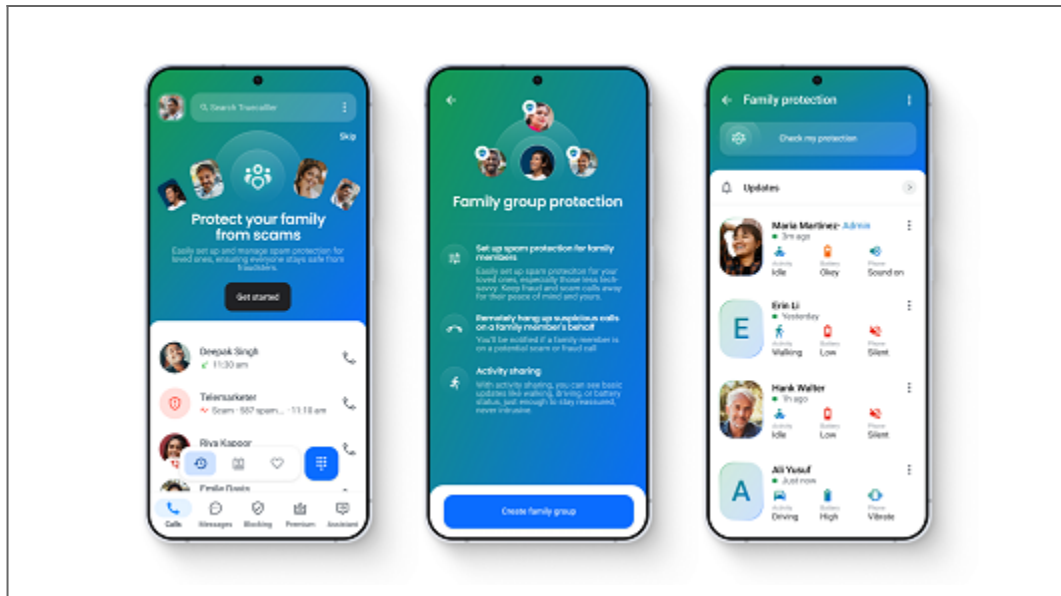 Search Truecaller
Skip
Protect your family
from scams
Easily set up and manage spam protection for
loved ones, ensuring everyone stays safe from
fraudsters.
Get started
Deepak Singh
11:30 am
Telemarketer
Scam · 587 spam... · 11:10 am
Riya Kapoor
Calls
Messages
Blocking
Premium
Assistant
Family group protection
Set up spam protection for family
members
Easily set up spam protection for your
loved ones, especially those less tech
savvy. Keep fraud and scam calls away
for their peace of mind and yours.
Remotely hang up suspicious calls
on a family member's behalf
You'll be notified if a family member is
on a potential scam or fraud call
Activity sharing
With activity sharing, you can see basic
updates like walking, driving, or battery
status, just enough to stay reassured,
never intrusive.
Create family group
Family protection
Check my protection
Updates
Maria Martinez· Admin
3m ago
Activity Battery Phone
Idle Okey Sound on
E
Erin Li
Yesterday
Activity Battery Phone
Walking Low Silent
Hank Walter
1h ago
Activity Battery Phone
Idle Low Silent
A
Ali Yusuf
Just now
Activity Battery Phone
Driving High Vibrate